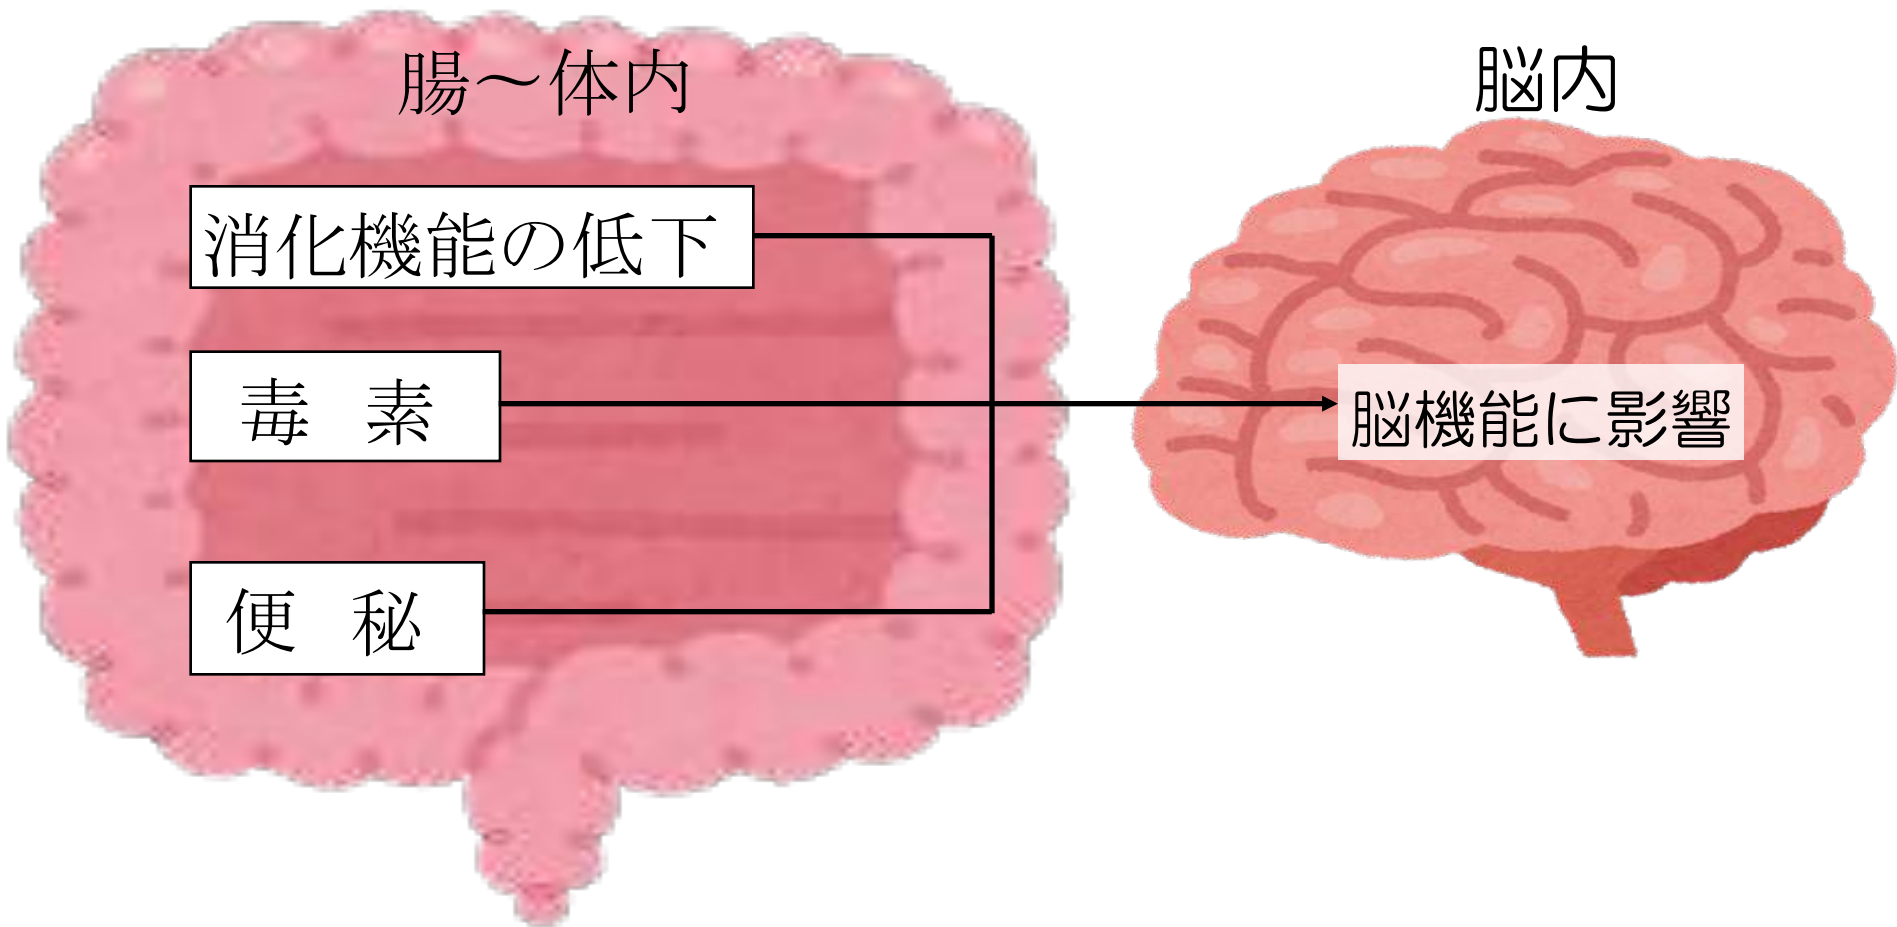 腸～体内
脳内
消化機能の低下
毒　素
便　秘
脳機能に影響